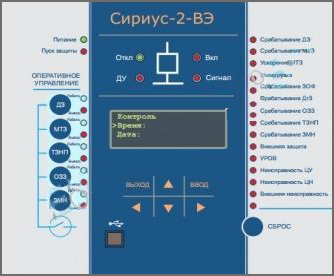 Сириус-2-ВЭ
Питание
Пуск защиты
ОПЕРАТИВНОЕ
УПРАВЛЕНИЕ
ДЗ
МТЗ
ТЗНП
ОЗЗ
ЗМН
Откл
Вкл
ДУ
Сигнал
Контроль
>Время:
Дата:
ВЫХОД
ВВОД
Срабатывание ДЗ
Срабатывание МТЗ
Ускорение МТЗ
Срабатывание ЗОФ
Срабатывание ДгЗ
Срабатывание ОЗЗ
Срабатывание ТЗНП
Срабатывание ЗМН
Внешняя защита
УРОВ
Неисправность ЦУ
Неисправность ЦН
Внешняя неисправность
СБРОС